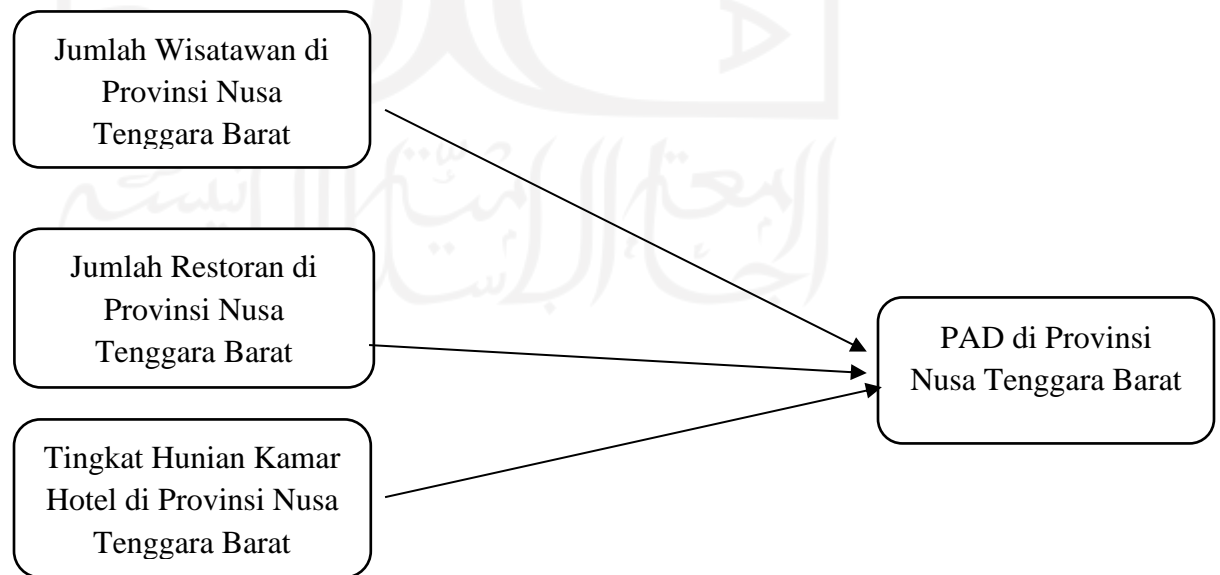 Jumlah Wisatawan di
Provinsi Nusa
Tenggara Barat
Jumlah Restoran di
Provinsi Nusa
Tenggara Barat
Tingkat Hunian Kamar
Hotel di Provinsi Nusa
Tenggara Barat
PAD di Provinsi
Nusa Tenggara Barat